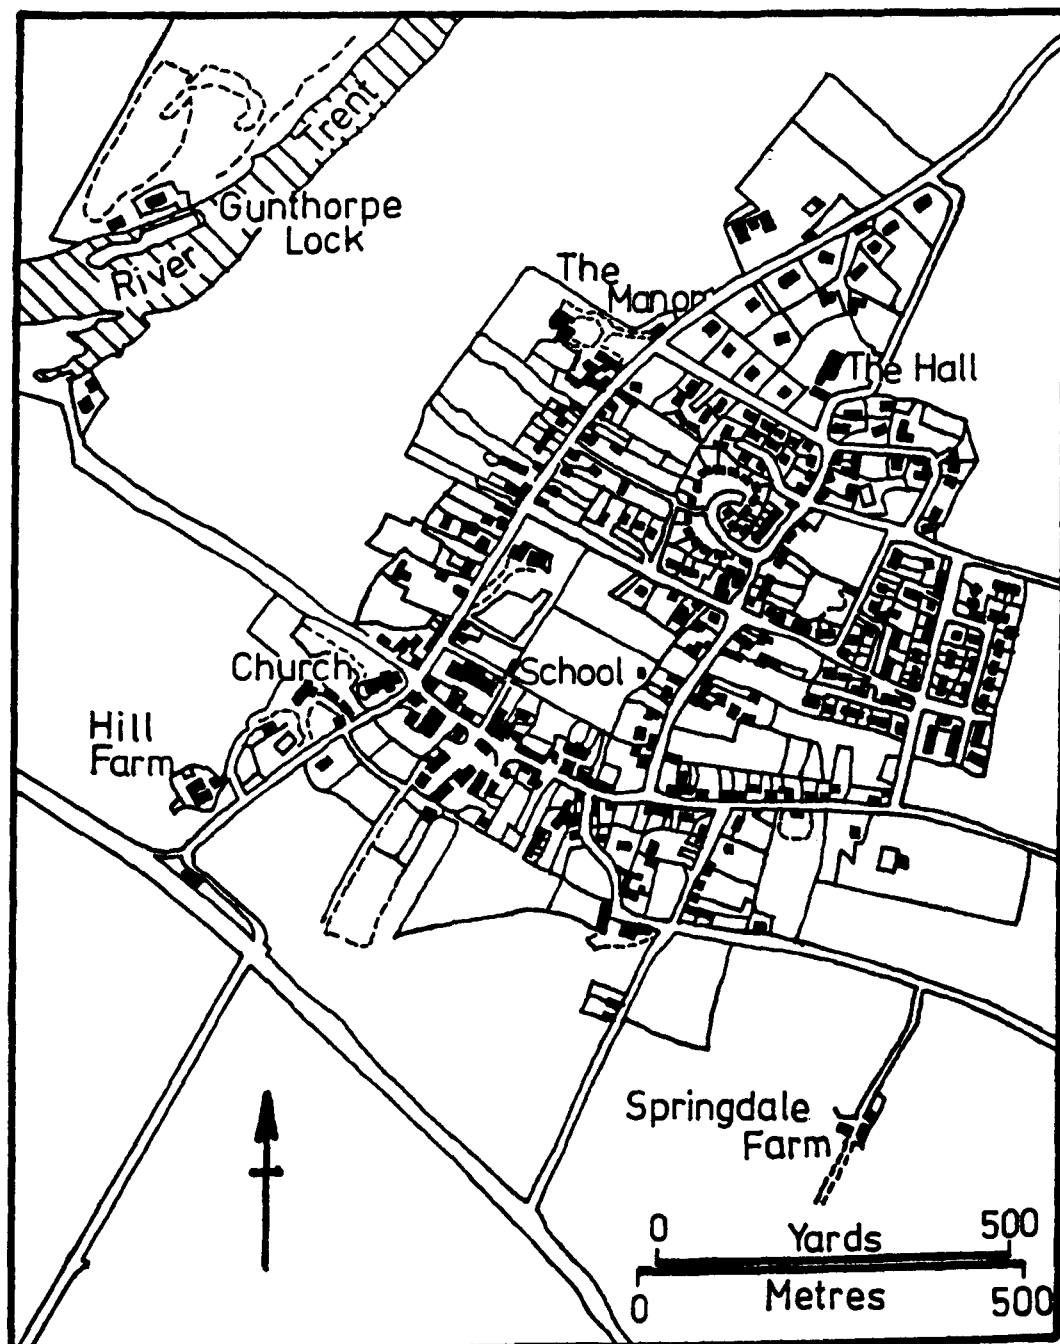 River Trent
Gunthorpe
Lock
The
Manor
The Hall
Church
School
Hill
Farm
Springdale
Farm
0 500
Yards
Metres
0 500